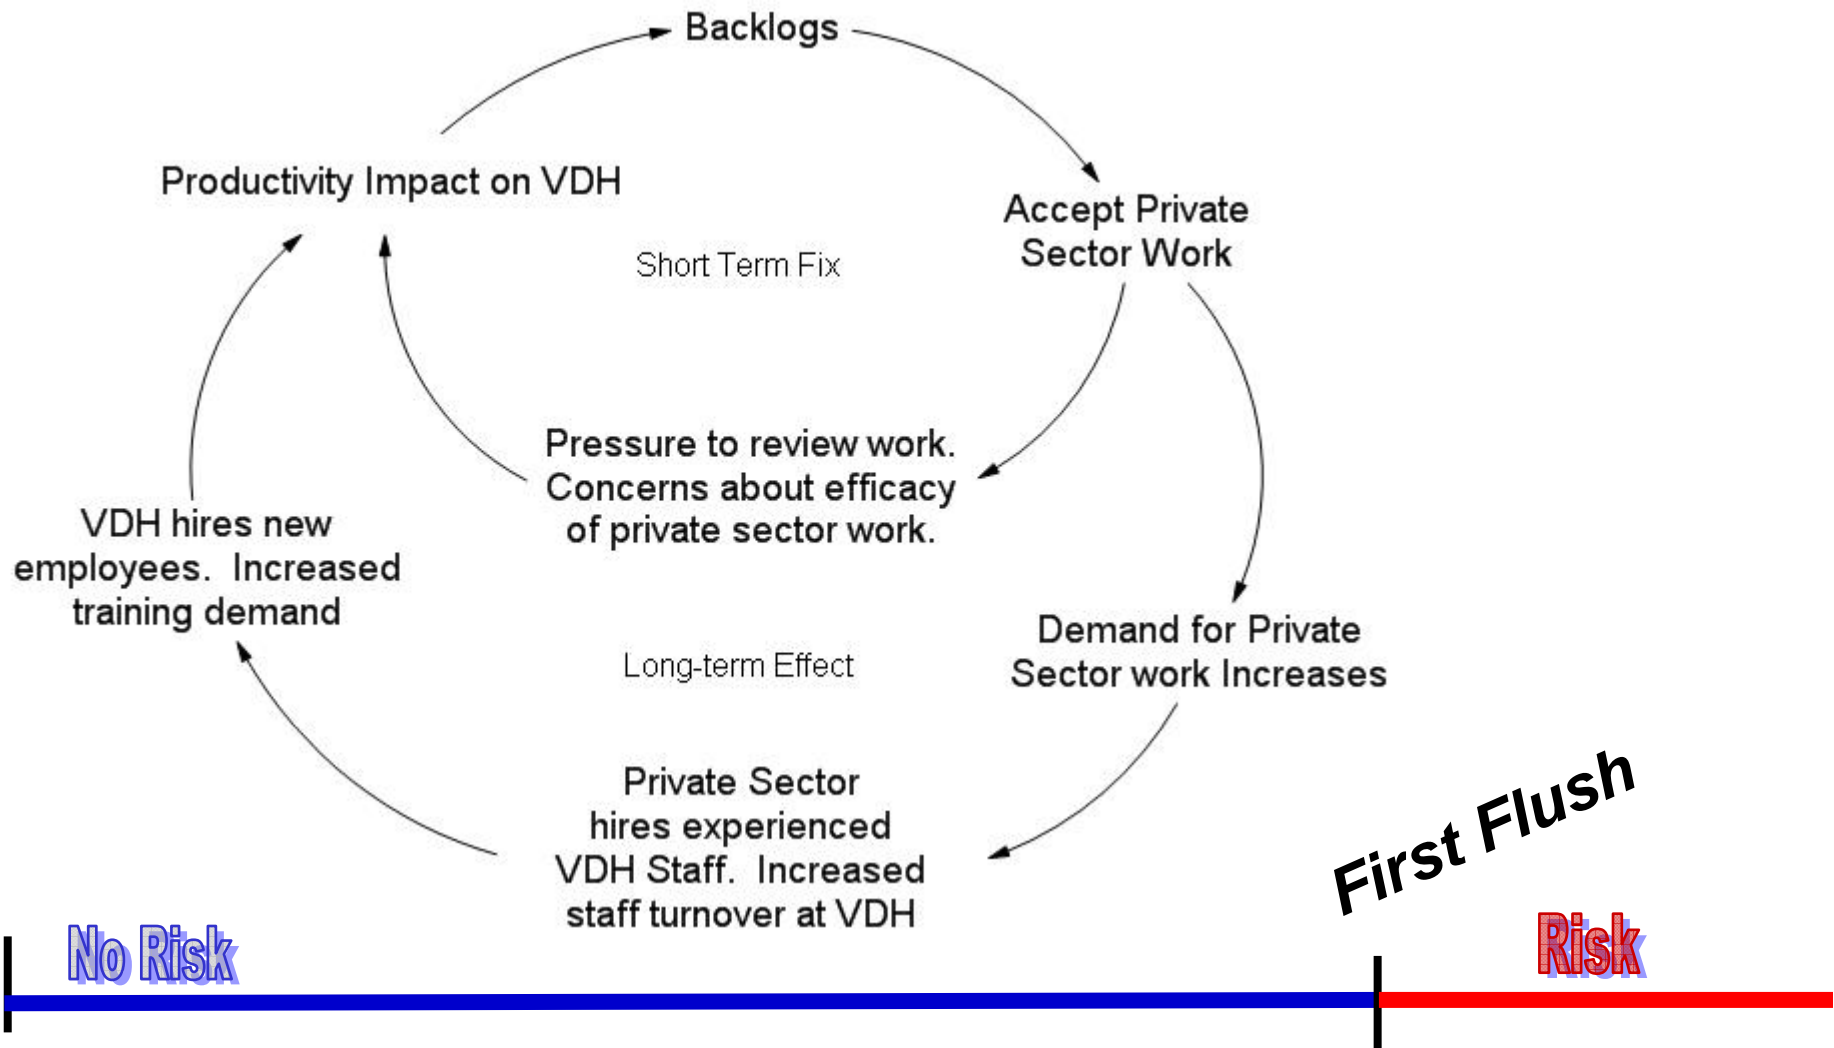 Backlogs
Productivity Impact on VDH
Accept Private
Sector Work
Short Term Fix
Pressure to review work.
Concerns about efficacy
of private sector work.
VDH hires new
employees.  Increased
training demand
Demand for Private
Sector work Increases
Long-term Effect
Private Sector
hires experienced
VDH Staff.  Increased
staff turnover at VDH
First Flush
No Risk
Risk